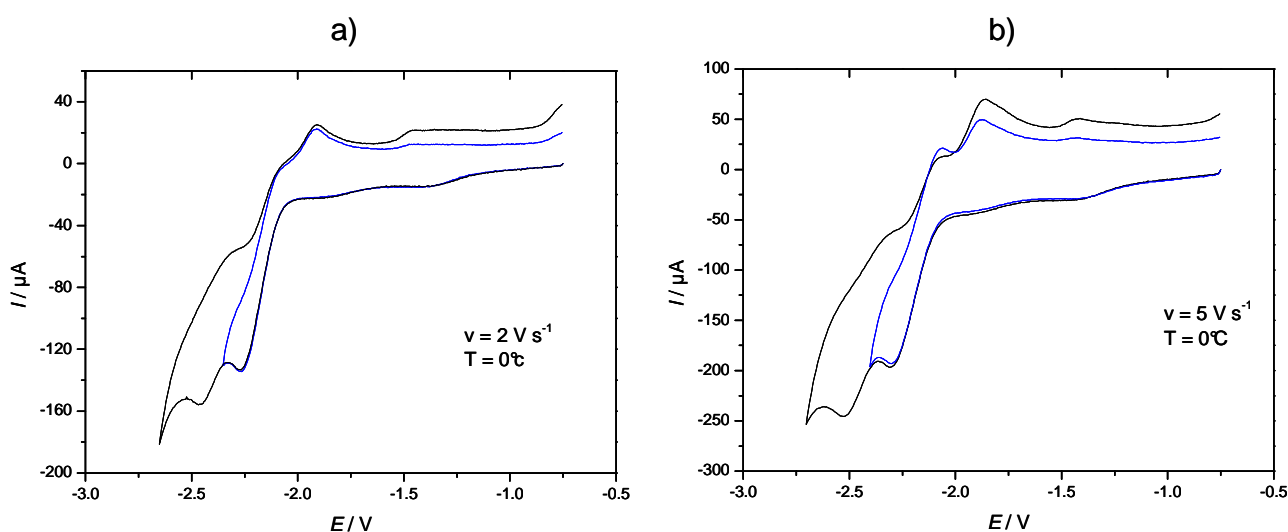 a)
40
0
-40
-80
-120
-160
-200
-3.0 -2.5 -2.0 -1.5 -1.0 -0.5
I / µA
E / V
v = 2 V s⁻¹
T = 0°c
b)
100
50
0
-50
-100
-150
-200
-250
-300
-3.0 -2.5 -2.0 -1.5 -1.0 -0.5
I / µA
E / V
v = 5 V s⁻¹
T = 0°C